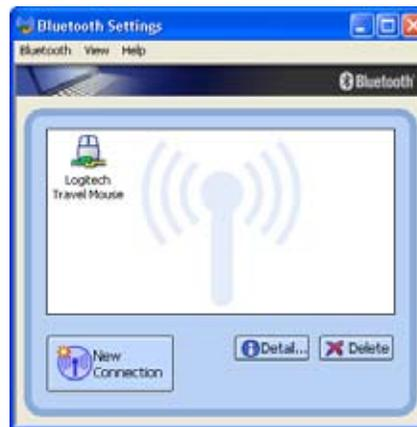 Bluetooth Settings
Bluetooth View Help
Bluetooth
Logitech
Travel Mouse
New
Connection
Detail...
Delete